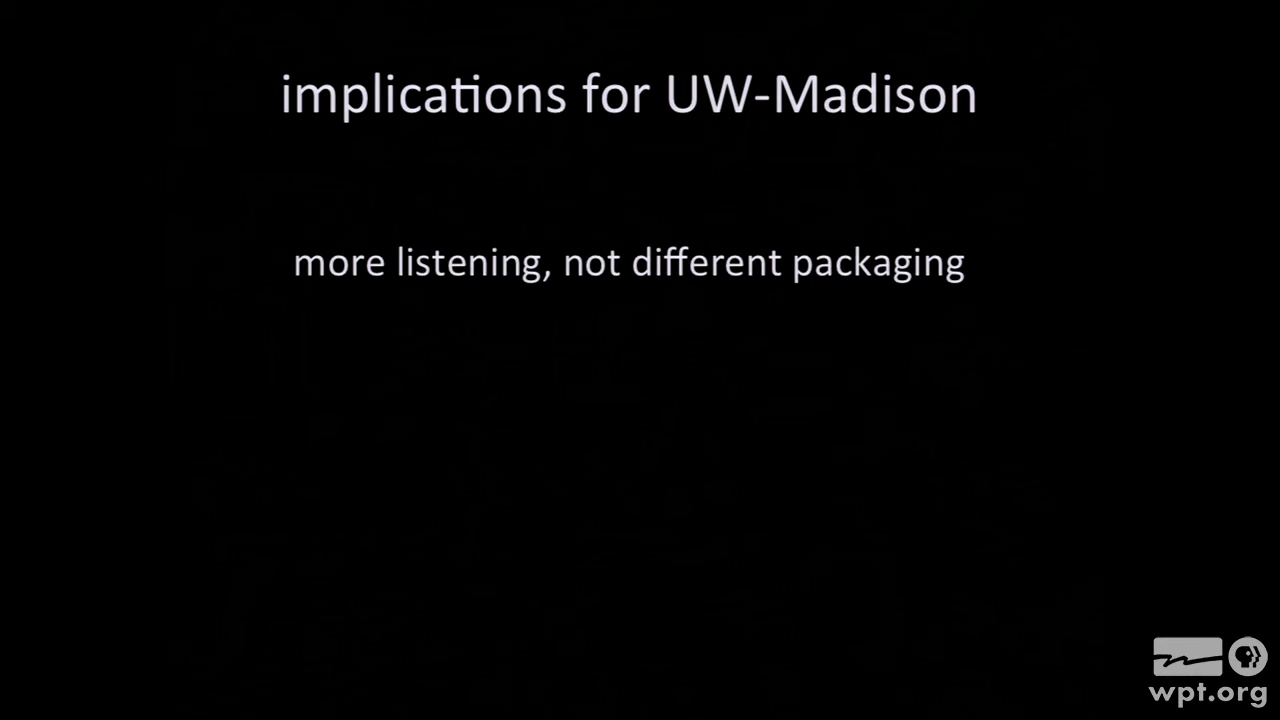 implications for UW-Madison
more listening, not different packaging
wpt.org